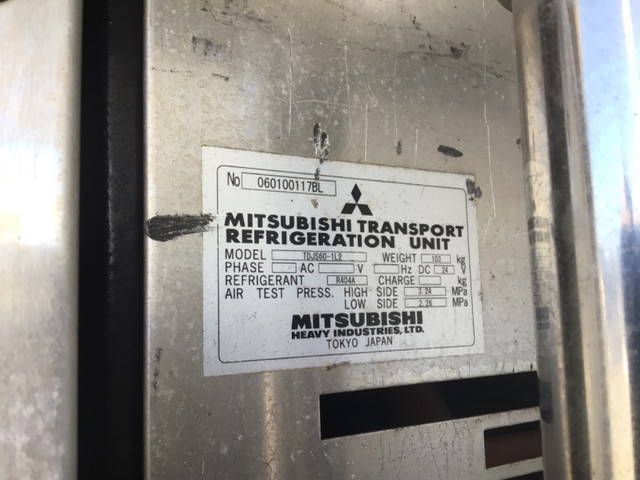 No 060100117BL
MITSUBISHI TRANSPORT
REFRIGERATION UNIT
MODEL TDJS60-1L2 WEIGHT 103 kg
PHASE AC V Hz DC 24 V
REFRIGERANT R404A CHARGE kg
AIR TEST PRESS. HIGH SIDE 3.24 MPa
LOW SIDE 2.26 MPa
MITSUBISHI
HEAVY INDUSTRIES, LTD.
TOKYO JAPAN